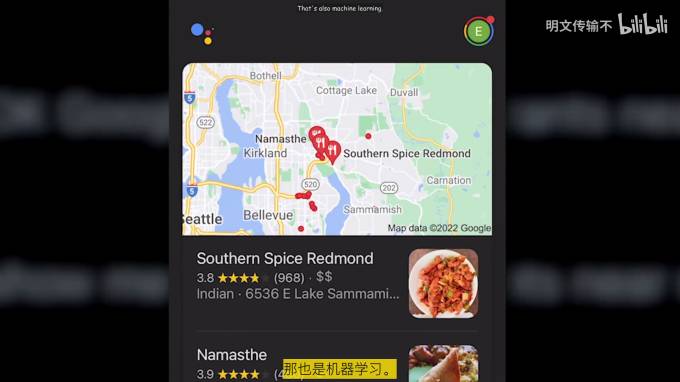 That's also machine learning.
明文传输不 bilibili
E
Bothell
Cottage Lake
Duvall
5
522
Namasthe
Kirkland
Southern Spice Redmond
Carnation
520
202
5
Seattle
Bellevue
Sammamish
Map data ©2022 Google
Southern Spice Redmond
3.8 ★★★★★ (968) · $$
Indian · 6536 E Lake Sammami...
Namasthe
3.9 ★★★★★
那也是机器学习。